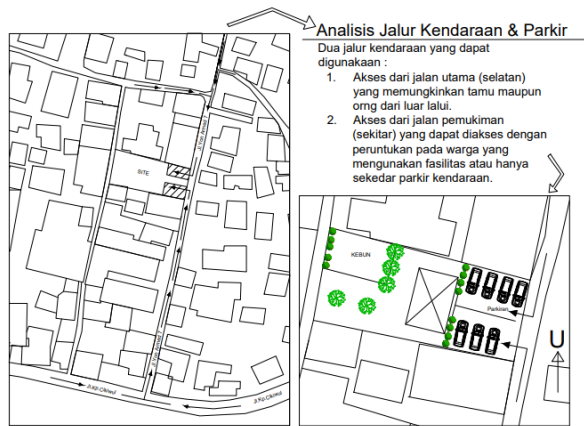 Analisis Jalur Kendaraan & Parkir
Dua jalur kendaraan yang dapat
digunakaan :
1. Akses dari jalan utama (selatan)
yang memungkinkan tamu maupun
orng dari luar lalui.
2. Akses dari jalan pemukiman
(sekitar) yang dapat diakses dengan
peruntukan pada warga yang
mengunakan fasilitas atau hanya
sekedar parkir kendaraan.
SITE
KEBUN
Parkiran
U